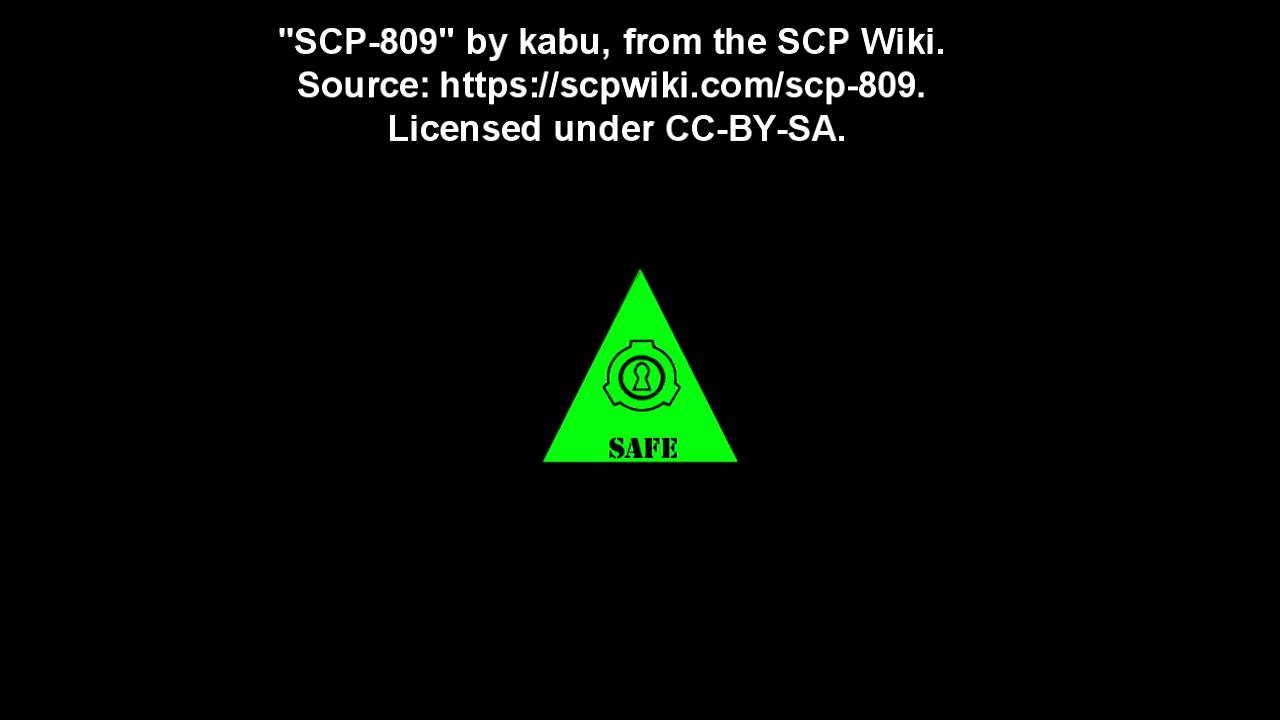 "SCP-809" by kabu, from the SCP Wiki.
Source: https://scpwiki.com/scp-809.
Licensed under CC-BY-SA.
SAFE